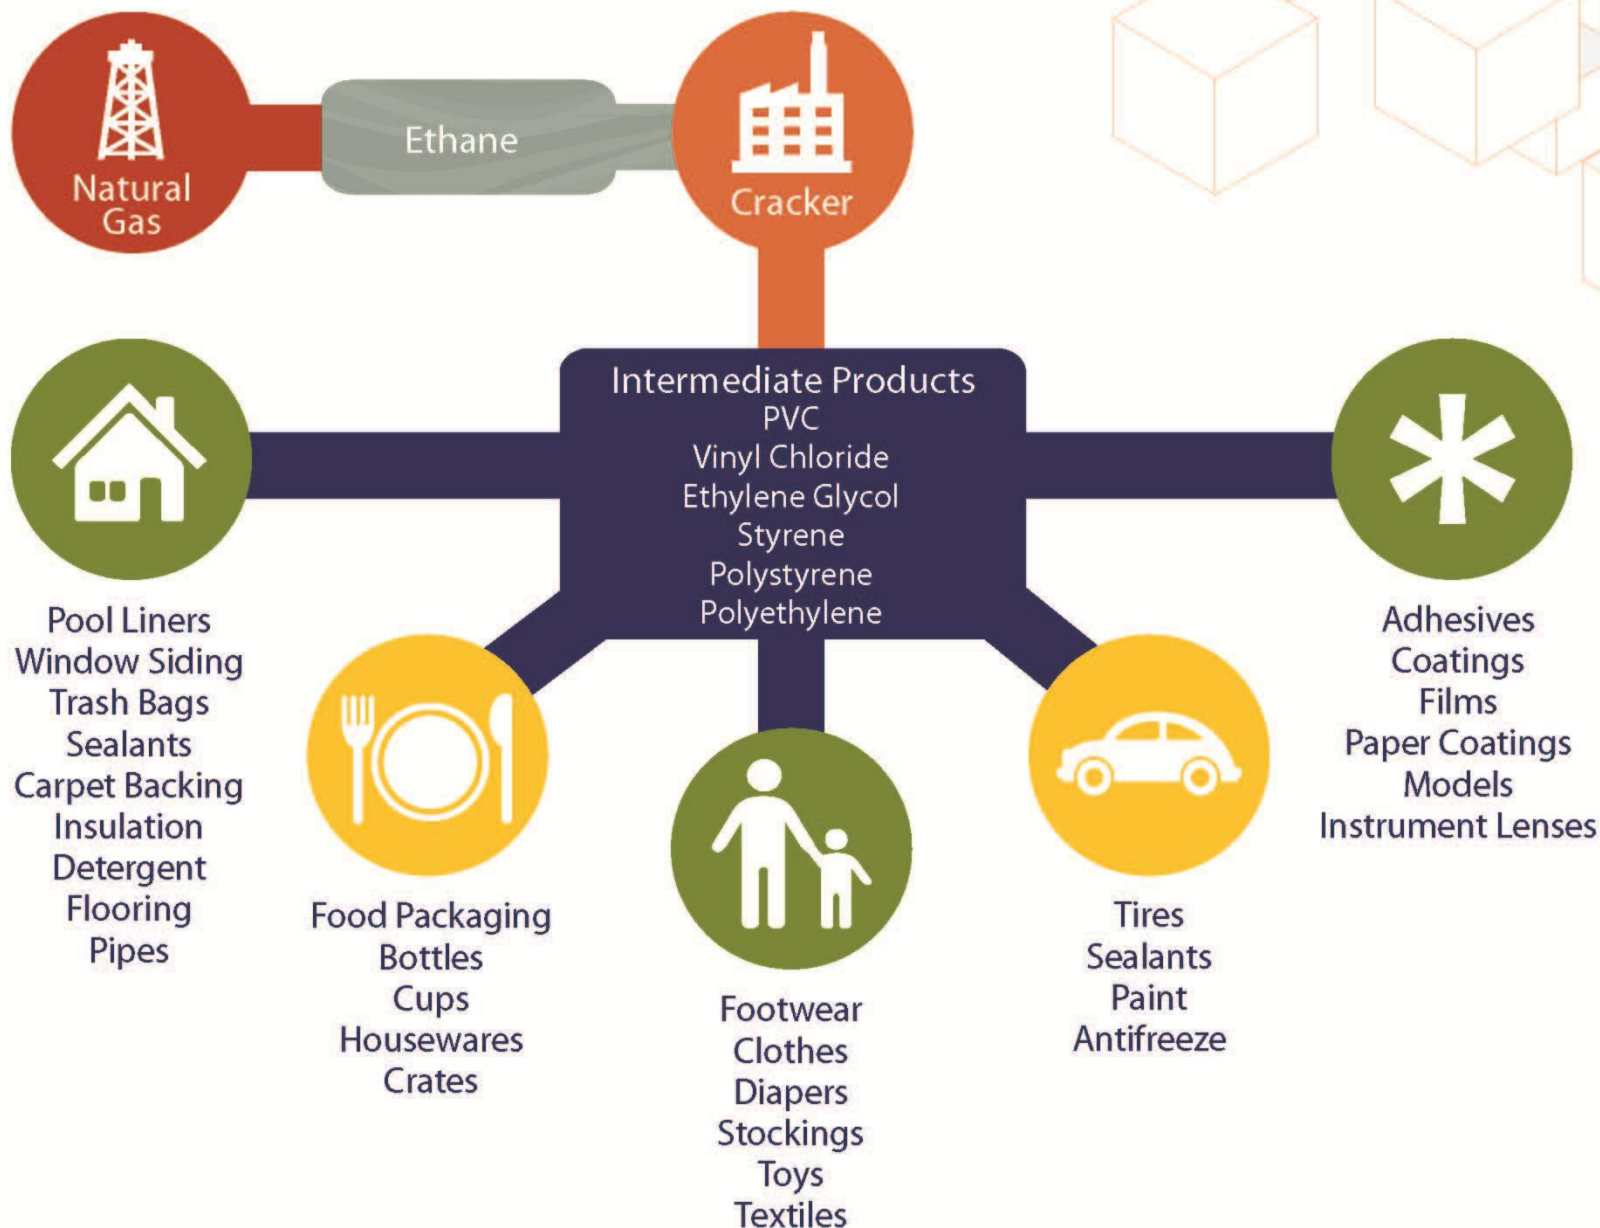 Natural
Gas
Ethane
Cracker
Intermediate Products
PVC
Vinyl Chloride
Ethylene Glycol
Styrene
Polystyrene
Polyethylene
Pool Liners
Window Siding
Trash Bags
Sealants
Carpet Backing
Insulation
Detergent
Flooring
Pipes
Food Packaging
Bottles
Cups
Housewares
Crates
Footwear
Clothes
Diapers
Stockings
Toys
Textiles
Tires
Sealants
Paint
Antifreeze
Adhesives
Coatings
Films
Paper Coatings
Models
Instrument Lenses